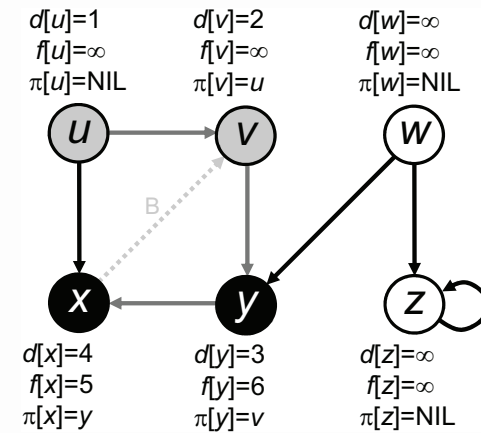 d[u]=1 d[v]=2 d[w]=∞
f[u]=∞ f[v]=∞ f[w]=∞
π[u]=NIL π[v]=u π[w]=NIL
u v w
B
x y z
d[x]=4 d[y]=3 d[z]=∞
f[x]=5 f[y]=6 f[z]=∞
π[x]=y π[y]=v π[z]=NIL